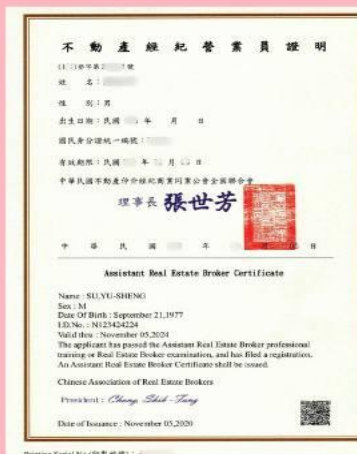 不動產經紀營業員證明
姓 名：
性 別：男
出生日期：民國 年 月 日
國民身分證統一編號：
有效期限：民國 年 月 日
中華民國不動產仲介經紀商業同業公會全國聯合會
理事長 張世芳
中 華 民 國 年 月 日
Assistant Real Estate Broker Certificate
Name : SU,YU-SHENG
Sex : M
Date Of Birth : September 21,1977
I.D.No. : N123424224
Valid thru : November 05,2024
The applicant has passed the Assistant Real Estate Broker professional
training or Real Estate Broker examination, and has filed a registration.
An Assistant Real Estate Broker Certificate shall be issued.
Chinese Association of Real Estate Brokers
President : Chang, Shih-Fang
Date of Issuance : November 05,2020